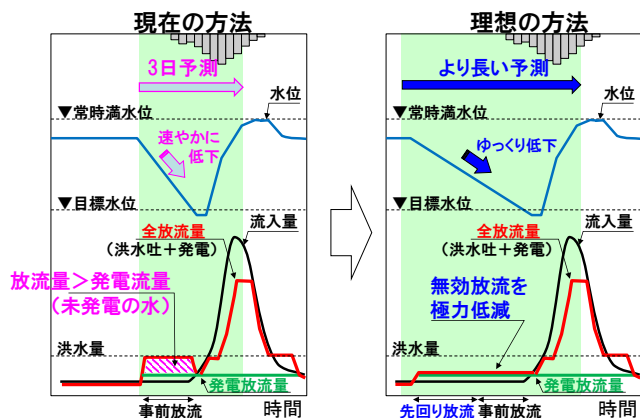 現在の方法
3日予測
水位
▼常時満水位
速やかに
低下
▼目標水位
全放流量
(洪水吐+発電)
流入量
放流量>発電流量
(未発電の水)
洪水量
発電放流量
事前放流
時間
理想の方法
より長い予測
水位
▼常時満水位
ゆっくり低下
▼目標水位
全放流量
(洪水吐+発電)
流入量
無効放流を
極力低減
洪水量
発電放流量
先回り放流
事前放流
時間